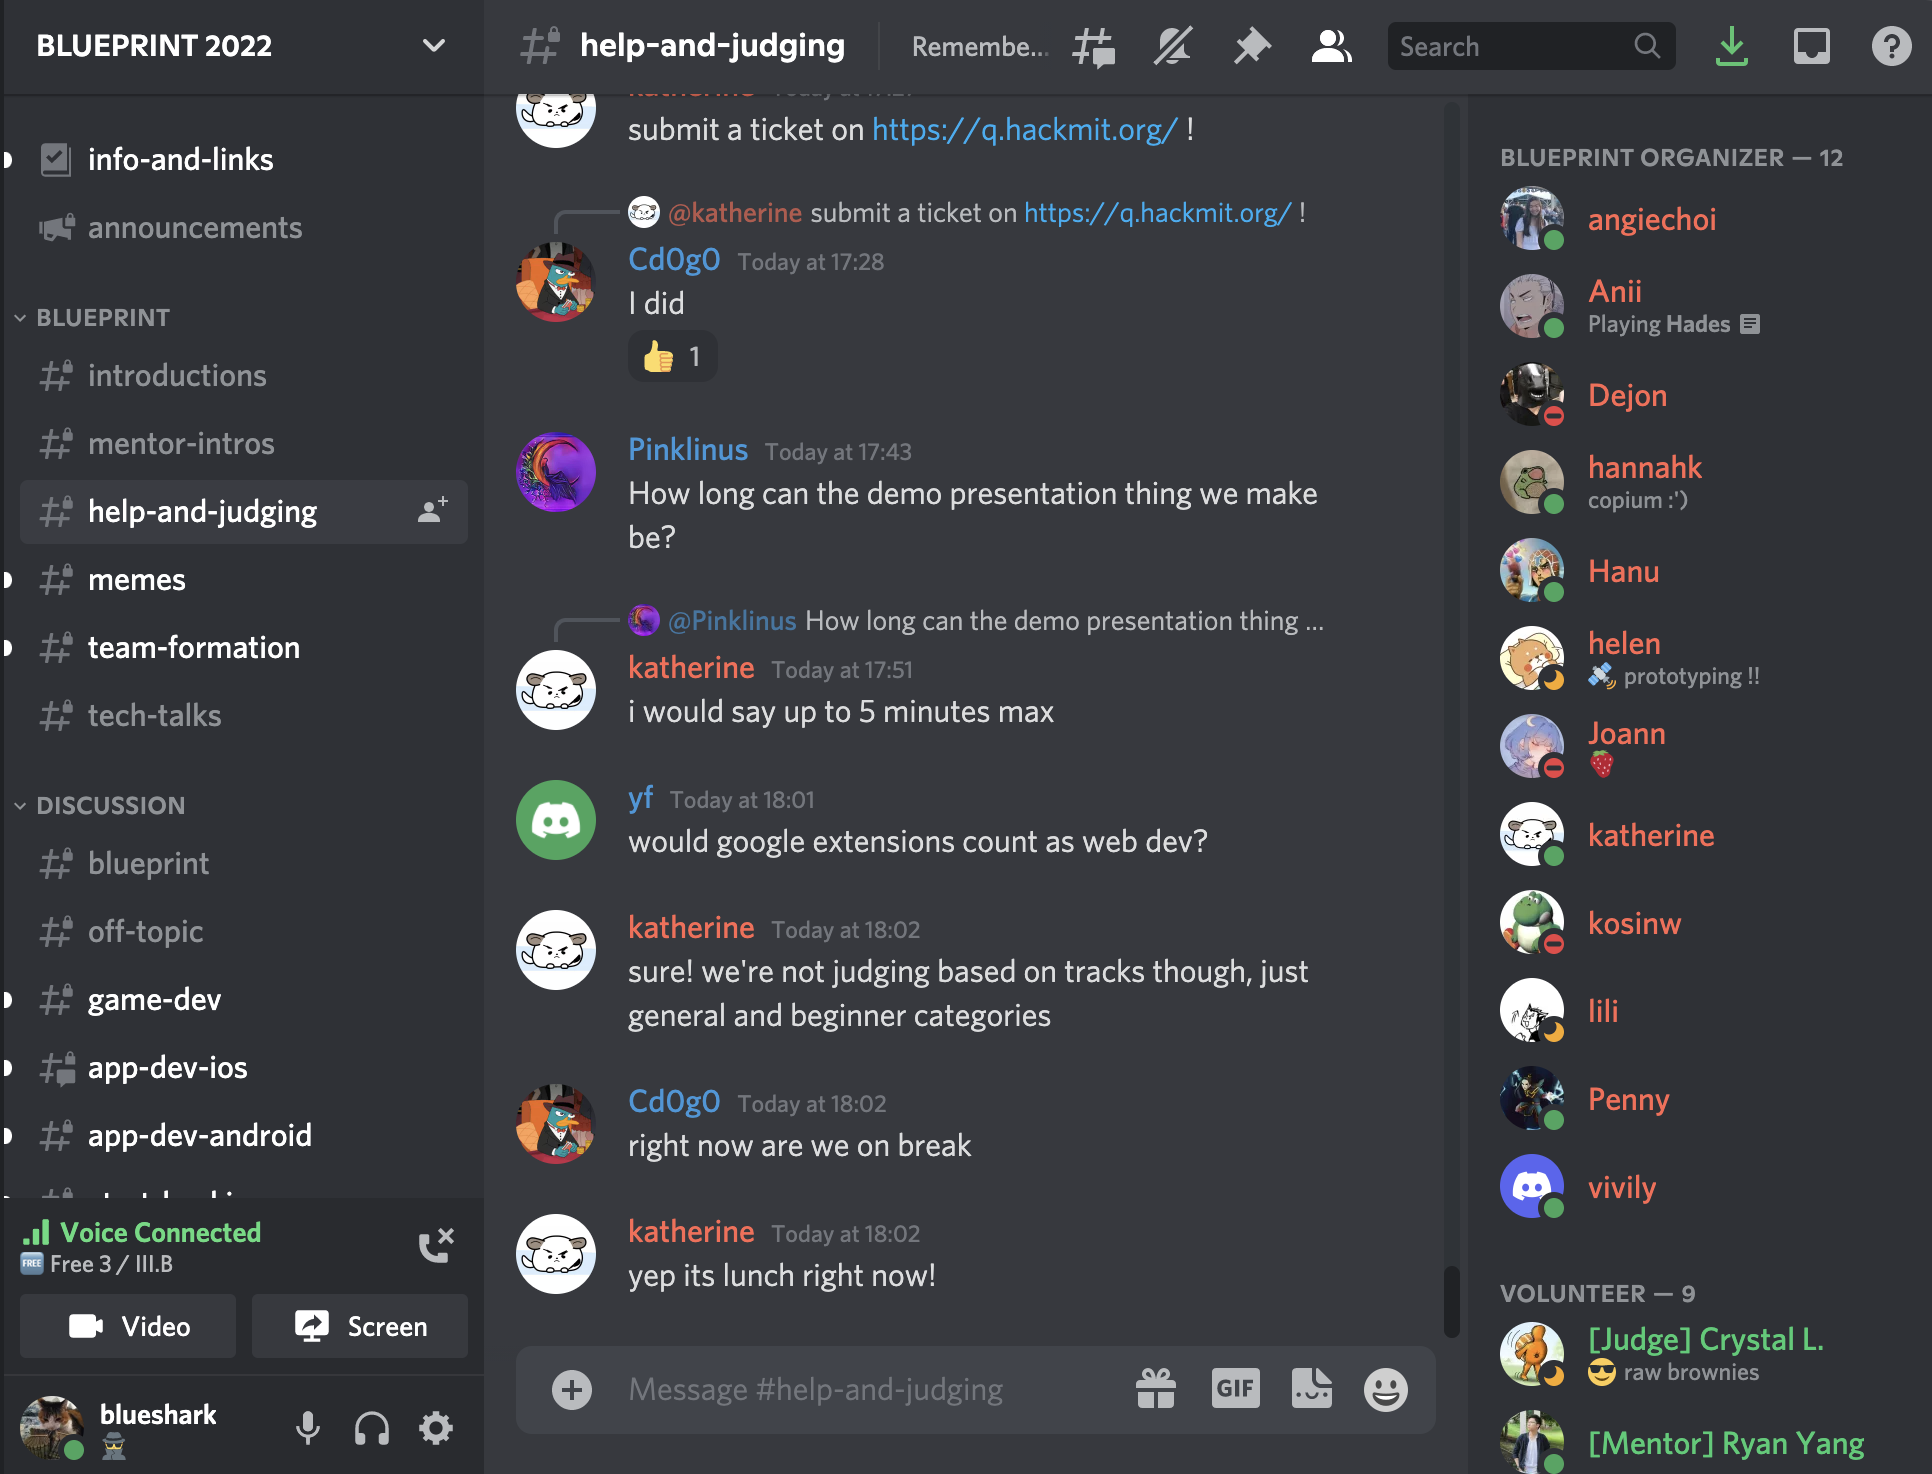 BLUEPRINT 2022
info-and-links
announcements
BLUEPRINT
introductions
mentor-intros
help-and-judging
memes
team-formation
tech-talks
DISCUSSION
blueprint
off-topic
game-dev
app-dev-ios
app-dev-android
Voice Connected
FREE Free 3 / III.B
Video
Screen
blueshark
help-and-judging
Remembe...
Search
katherine Today at
submit a ticket on https://q.hackmit.org/ !
@katherine submit a ticket on https://q.hackmit.org/ !
Cd0g0 Today at 17:28
I did
👍 1
Pinklinus Today at 17:43
How long can the demo presentation thing we make
be?
@Pinklinus How long can the demo presentation thing ...
katherine Today at 17:51
i would say up to 5 minutes max
yf Today at 18:01
would google extensions count as web dev?
katherine Today at 18:02
sure! we're not judging based on tracks though, just
general and beginner categories
Cd0g0 Today at 18:02
right now are we on break
katherine Today at 18:02
yep its lunch right now!
Message #help-and-judging
GIF
BLUEPRINT ORGANIZER — 12
angiechoi
Anii
Playing Hades
Dejon
hannahk
copium :')
Hanu
helen
🛰️ prototyping !!
Joann
🍓
katherine
kosinw
lili
Penny
vivily
VOLUNTEER — 9
[Judge] Crystal L.
😎 raw brownies
[Mentor] Ryan Yang